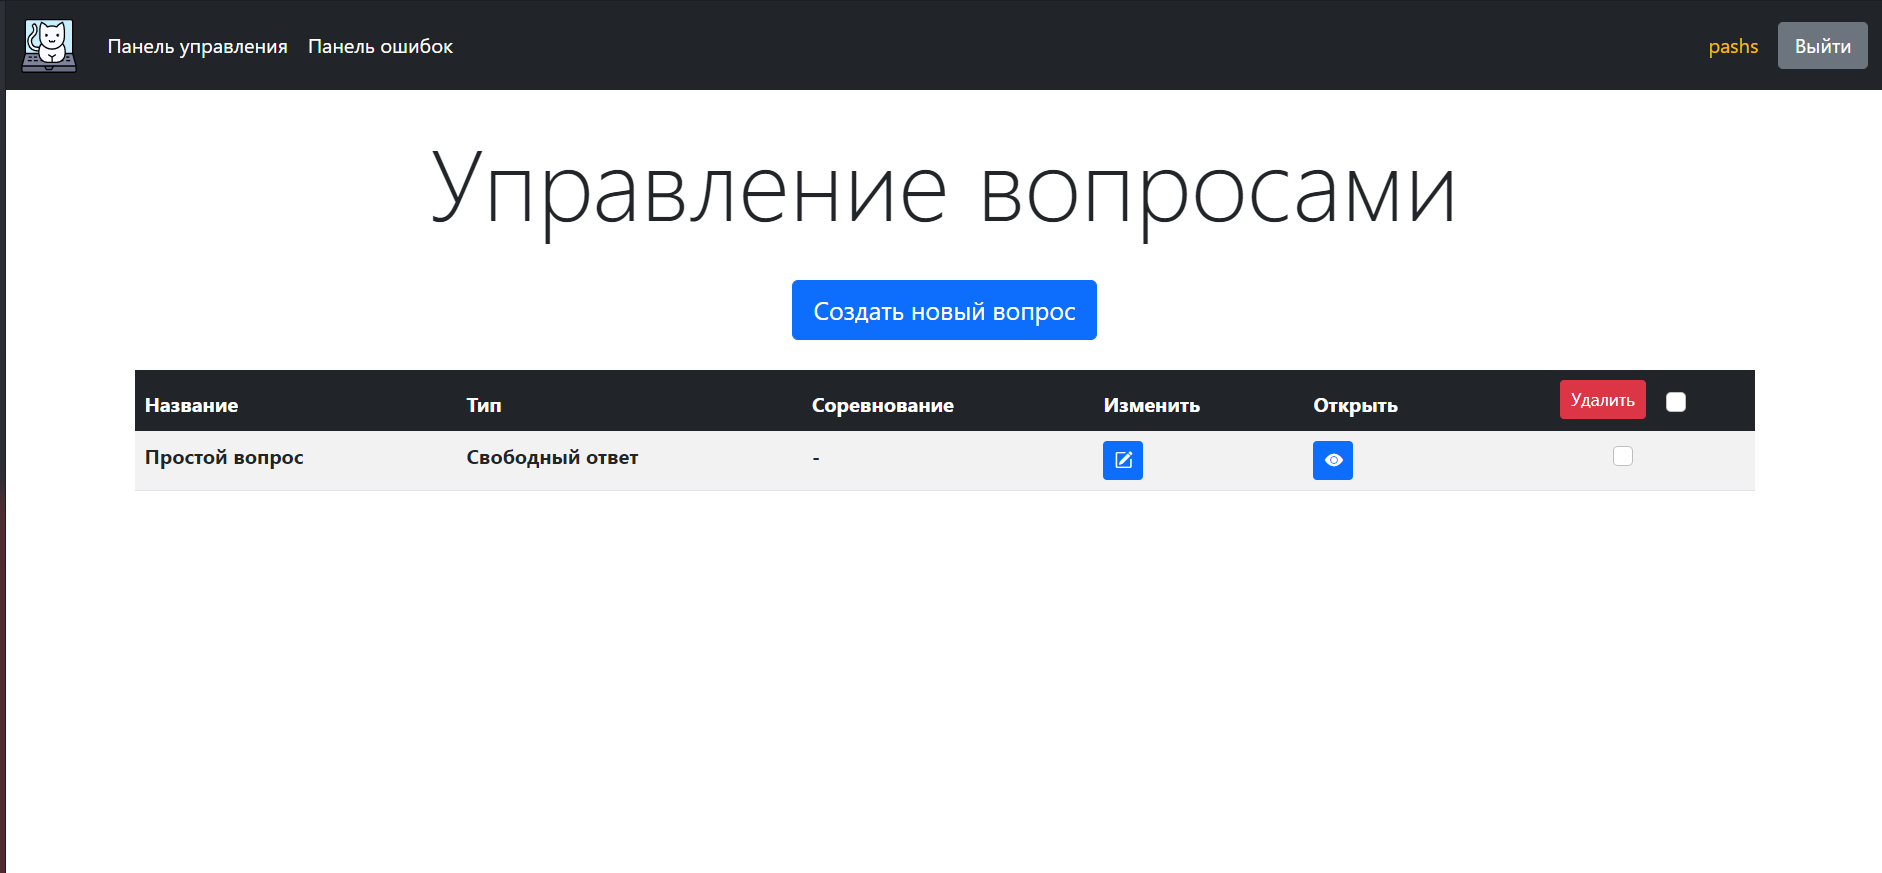 Панель управления Панель ошибок pashs Выйти
Управление вопросами
Создать новый вопрос
Название Тип Соревнование Изменить Открыть Удалить
Простой вопрос Свободный ответ -